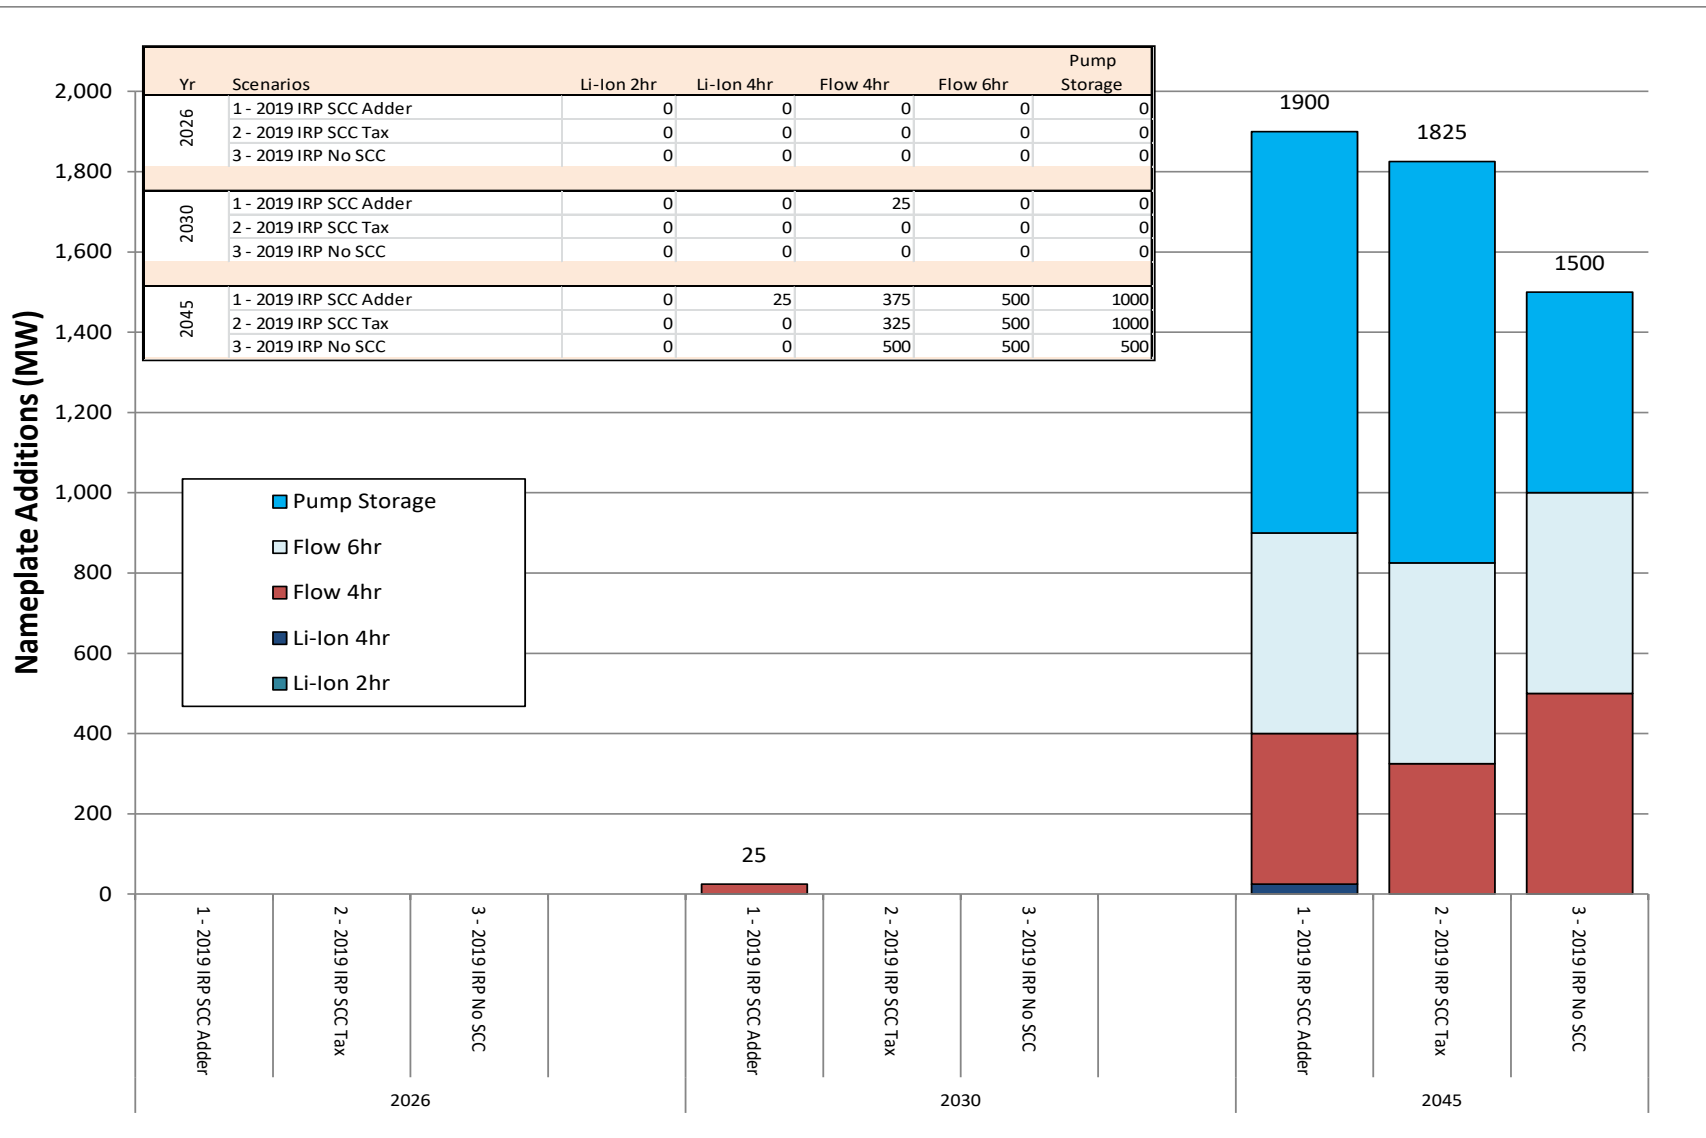 Pump
Yr Scenarios Li-Ion 2hr Li-Ion 4hr Flow 4hr Flow 6hr Storage
2026
1 - 2019 IRP SCC Adder 0 0 0 0 0
2 - 2019 IRP SCC Tax 0 0 0 0 0
3 - 2019 IRP No SCC 0 0 0 0 0
2030
1 - 2019 IRP SCC Adder 0 0 25 0 0
2 - 2019 IRP SCC Tax 0 0 0 0 0
3 - 2019 IRP No SCC 0 0 0 0 0
2045
1 - 2019 IRP SCC Adder 0 25 375 500 1000
2 - 2019 IRP SCC Tax 0 0 325 500 1000
3 - 2019 IRP No SCC 0 0 500 500 500
Nameplate Additions (MW)
2,000
1,800
1,600
1,400
1,200
1,000
800
600
400
200
0
Pump Storage
Flow 6hr
Flow 4hr
Li-Ion 4hr
Li-Ion 2hr
25
1900
1825
1500
1 - 2019 IRP SCC Adder
2 - 2019 IRP SCC Tax
3 - 2019 IRP No SCC
1 - 2019 IRP SCC Adder
2 - 2019 IRP SCC Tax
3 - 2019 IRP No SCC
1 - 2019 IRP SCC Adder
2 - 2019 IRP SCC Tax
3 - 2019 IRP No SCC
2026 2030 2045